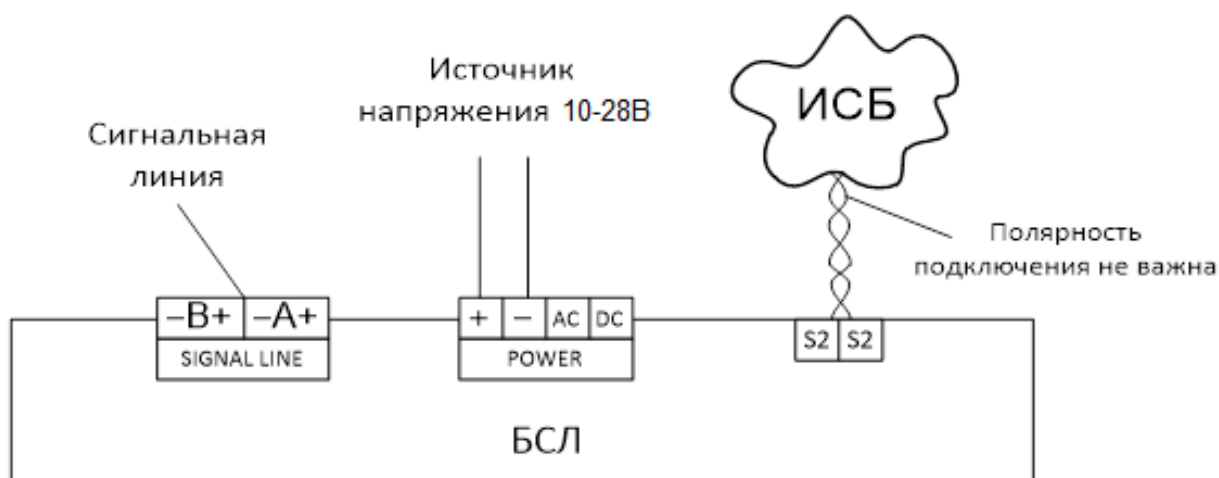 Источник
напряжения 10-28В
ИСБ
Сигнальная
линия
Полярность
подключения не важна
–B+ –A+
SIGNAL LINE
+ – AC DC
POWER
S2 S2
БСЛ